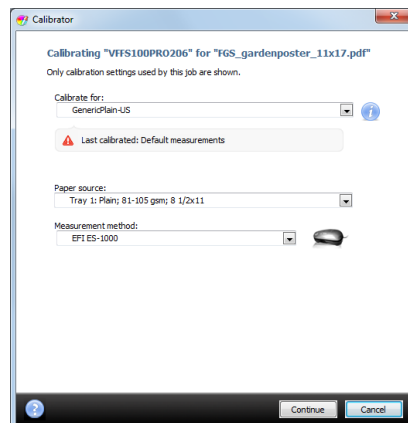 Calibrator
Calibrating "VFFS100PRO206" for "FGS_gardenposter_11x17.pdf"
Only calibration settings used by this job are shown.
Calibrate for:
GenericPlain-US
Last calibrated: Default measurements
Paper source:
Tray 1: Plain; 81-105 gsm; 8 1/2x11
Measurement method:
EFI ES-1000
Continue
Cancel